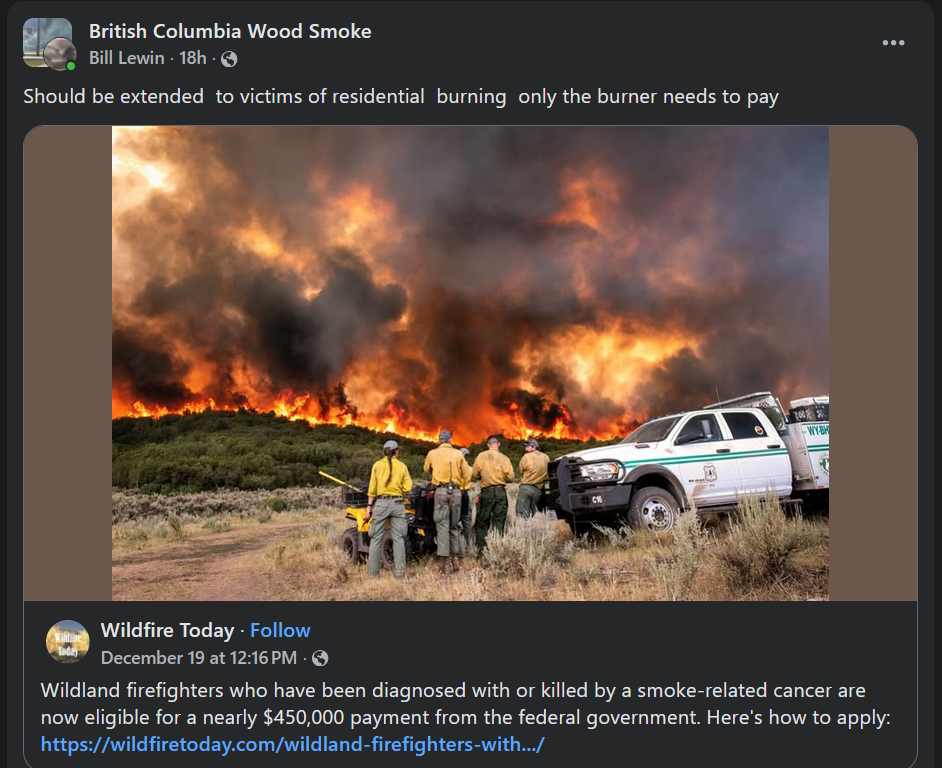 British Columbia Wood Smoke
Bill Lewin · 18h ·
Should be extended  to victims of residential  burning  only the burner needs to pay
C16
Wildfire Today
Wildfire Today · Follow
December 19 at 12:16 PM ·
Wildland firefighters who have been diagnosed with or killed by a smoke-related cancer are
now eligible for a nearly $450,000 payment from the federal government. Here's how to apply:
https://wildfiretoday.com/wildland-firefighters-with.../